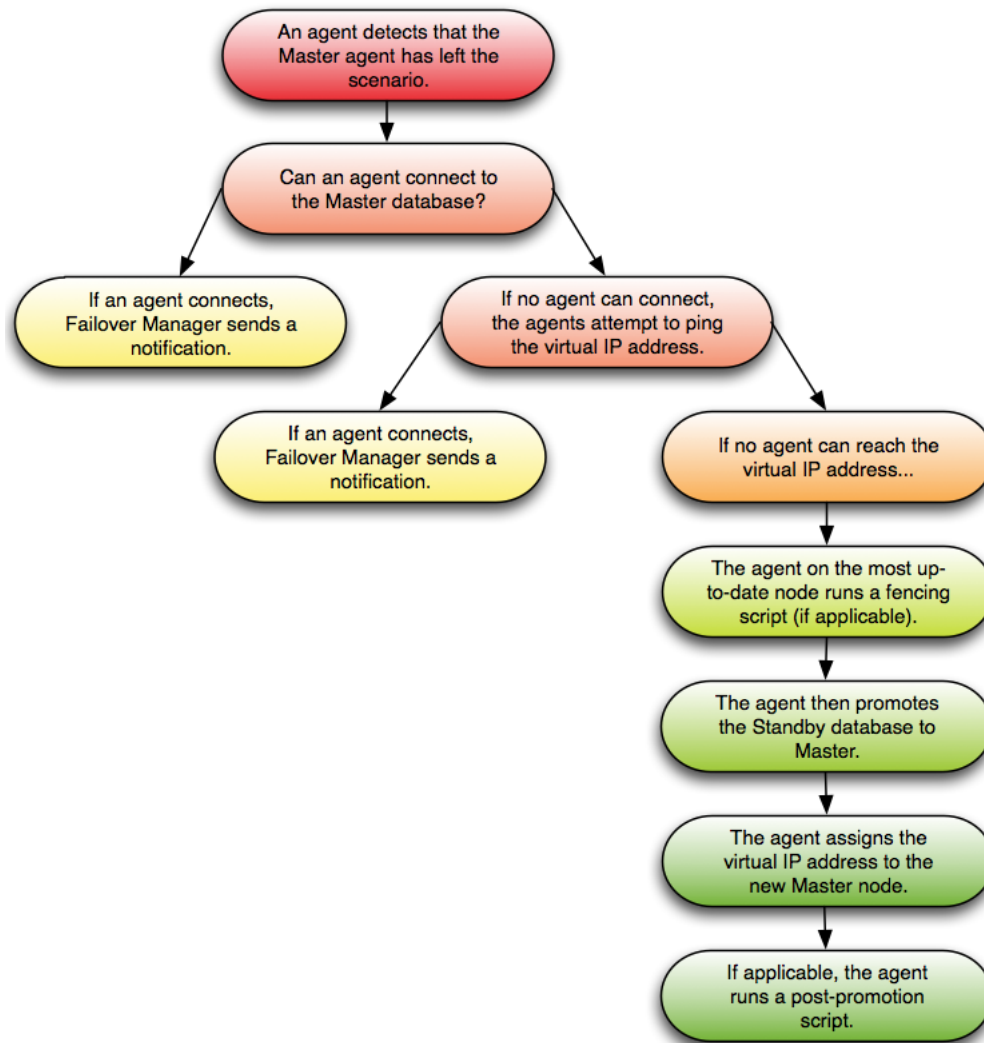 An agent detects that the
Master agent has left the
scenario.
Can an agent connect to
the Master database?
If an agent connects,
Failover Manager sends a
notification.
If no agent can connect,
the agents attempt to ping
the virtual IP address.
If an agent connects,
Failover Manager sends a
notification.
If no agent can reach the
virtual IP address...
The agent on the most up-
to-date node runs a fencing
script (if applicable).
The agent then promotes
the Standby database to
Master.
The agent assigns the
virtual IP address to the
new Master node.
If applicable, the agent
runs a post-promotion
script.